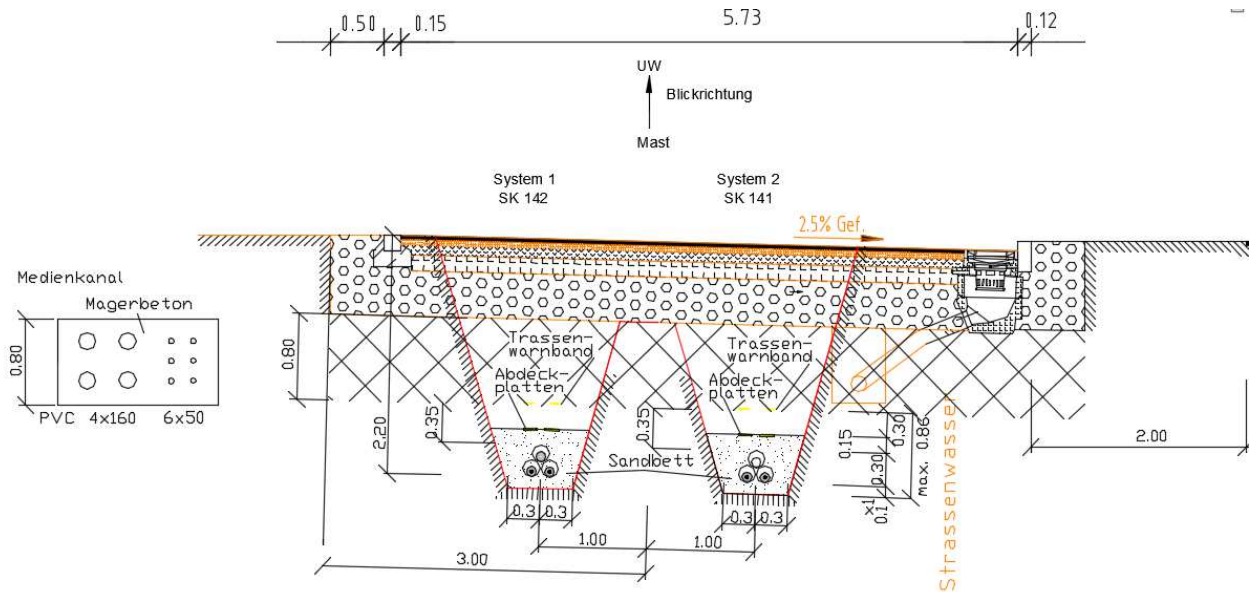 0.50
0.15
5.73
0.12
UW
Blickrichtung
Mast
System 1
SK 142
System 2
SK 141
2.5% Gef.
Medienkanal
Magerbeton
0.80
PVC 4x160 6x50
0.80
2.20
0.35
Trassen-
warnband
Abdeck-
platten
0.35
Trassen-
warnband
Abdeck-
platten
Sandbett
0.15
0.30
0.30
Max. 0.86
x1
0.1
Strassenwasser
2.00
0.3
0.3
0.3
0.3
1.00
1.00
3.00